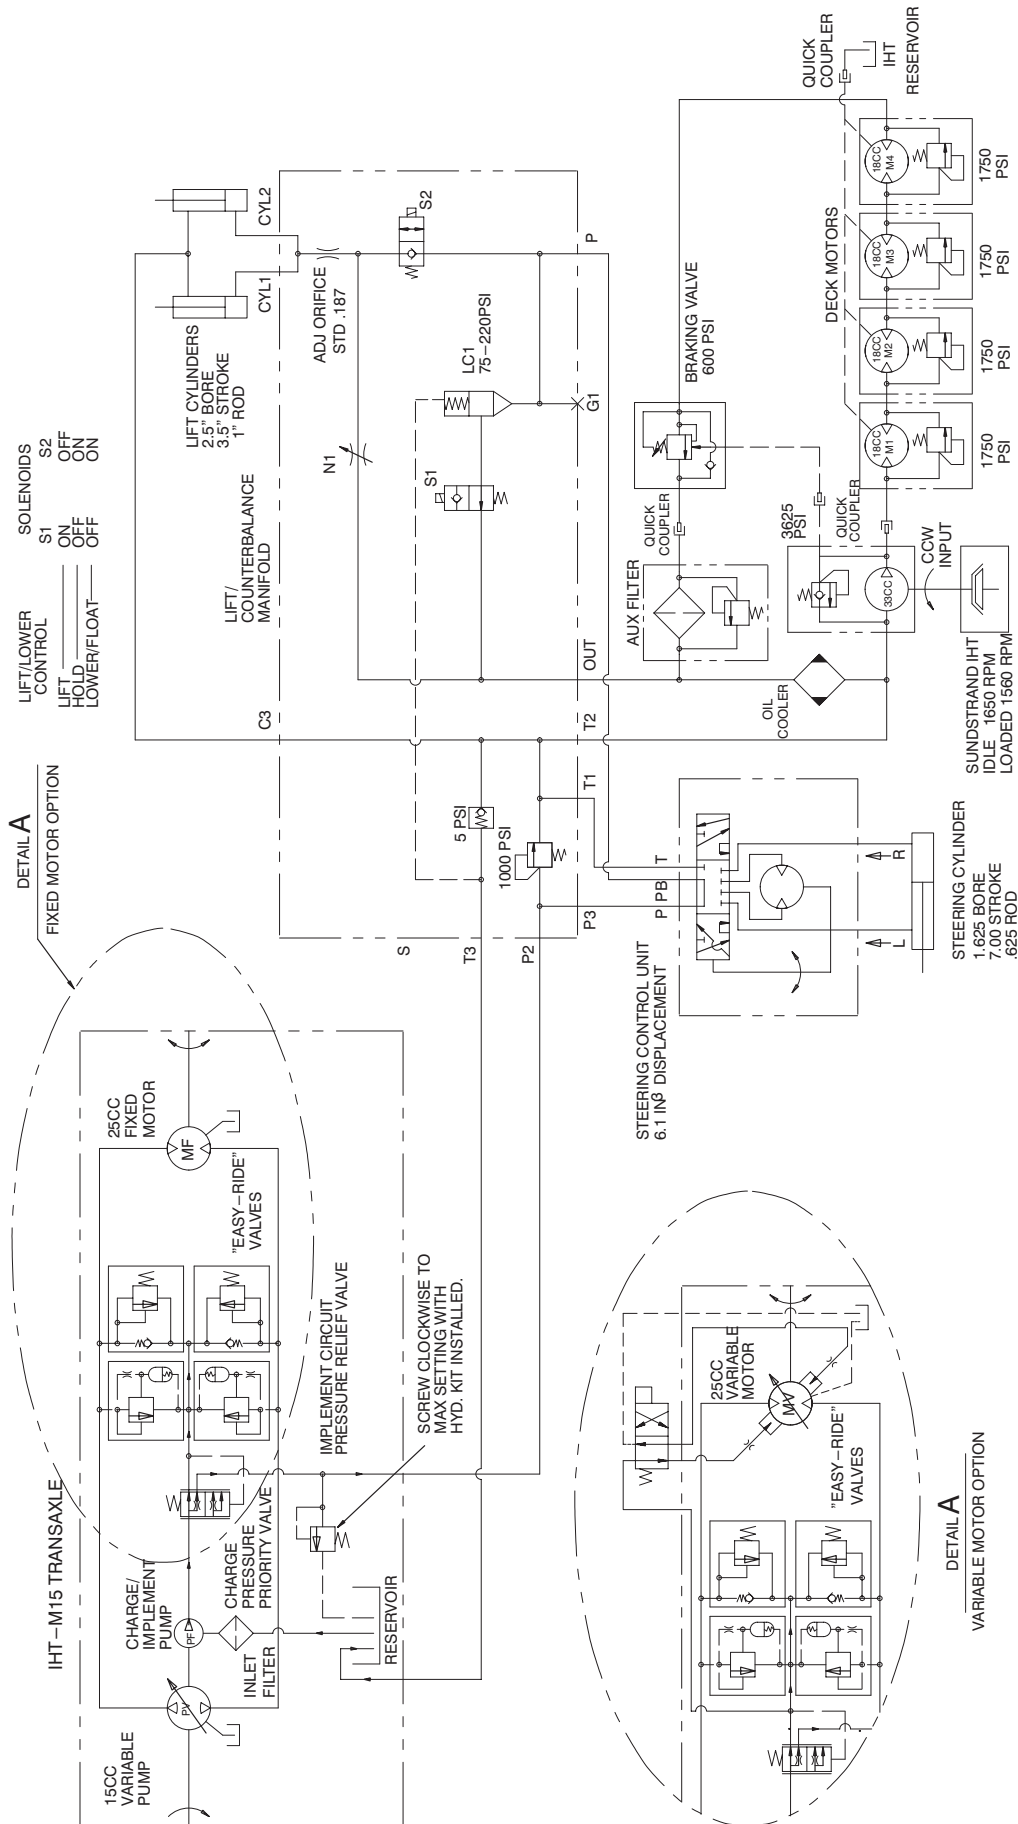 LIFT/LOWER
CONTROL
SOLENOIDS
S1 S2
LIFT ON OFF
HOLD OFF OFF
LOWER/FLOAT OFF ON
DETAIL A
FIXED MOTOR OPTION
LIFT CYLINDERS
2.5" BORE
3.5" STROKE
1" ROD
CYL1
CYL2
LIFT/
COUNTERBALANCE
MANIFOLD
C3
ADJ ORIFICE
STD .187
N1
S2
S1
LC1
75-220PSI
G1
P
OUT
T2
T1
P3
S
T3
P2
5 PSI
1000 PSI
IHT-M15 TRANSAXLE
15CC
VARIABLE
PUMP
PV
CHARGE/
IMPLEMENT
PUMP
PF
INLET
FILTER
CHARGE
PRESSURE
PRIORITY VALVE
RESERVOIR
IMPLEMENT CIRCUIT
PRESSURE RELIEF VALVE
SCREW CLOCKWISE TO
MAX SETTING WITH
HYD. KIT INSTALLED.
25CC
FIXED
MOTOR
MF
"EASY-RIDE"
VALVES
STEERING CONTROL UNIT
6.1 IN3 DISPLACEMENT
P PB T
L
R
STEERING CYLINDER
1.625 BORE
7.00 STROKE
.625 ROD
OIL
COOLER
AUX FILTER
QUICK
COUPLER
BRAKING VALVE
600 PSI
3625
PSI
QUICK
COUPLER
33CC
CCW
INPUT
SUNDSTRAND IHT
IDLE 1650 RPM
LOADED 1560 RPM
DECK MOTORS
18CC
M1
18CC
M2
18CC
M3
18CC
M4
1750
PSI
1750
PSI
1750
PSI
1750
PSI
QUICK
COUPLER
IHT
RESERVOIR
25CC
VARIABLE
MOTOR
MV
"EASY-RIDE"
VALVES
DETAIL A
VARIABLE MOTOR OPTION